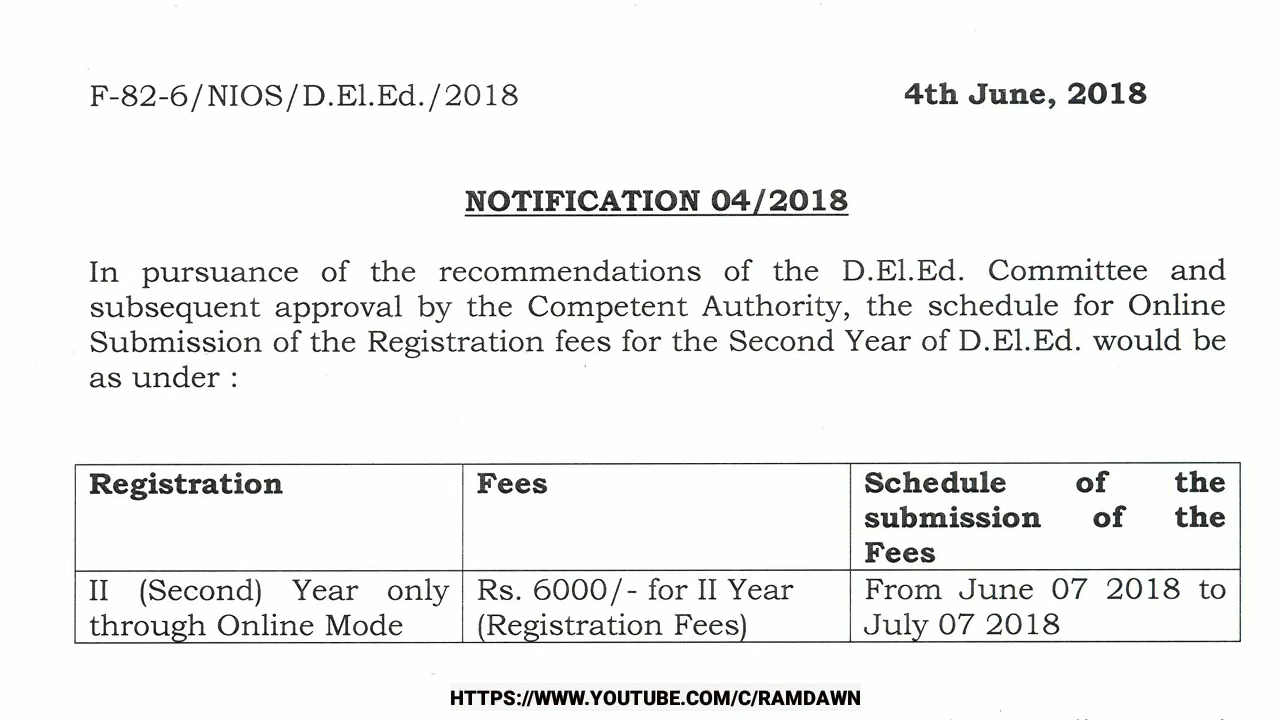 F-82-6/NIOS/D.El.Ed./2018 4th June, 2018
NOTIFICATION 04/2018
In pursuance of the recommendations of the D.El.Ed. Committee and
subsequent approval by the Competent Authority, the schedule for Online
Submission of the Registration fees for the Second Year of D.El.Ed. would be
as under :
Registration Fees Schedule of the
submission of the
Fees
II (Second) Year only Rs. 6000/- for II Year From June 07 2018 to
through Online Mode (Registration Fees) July 07 2018
HTTPS://WWW.YOUTUBE.COM/C/RAMDAWN